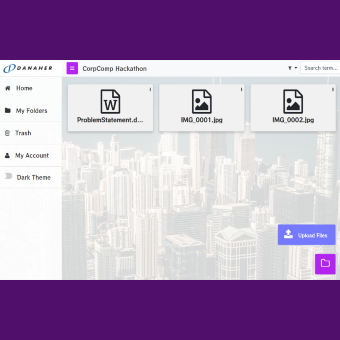 DANAHER
CorpComp Hackathon
Search term...
Home
My Folders
Trash
My Account
Dark Theme
W
ProblemStatement.d...
IMG_0001.jpg
IMG_0002.jpg
Upload Files